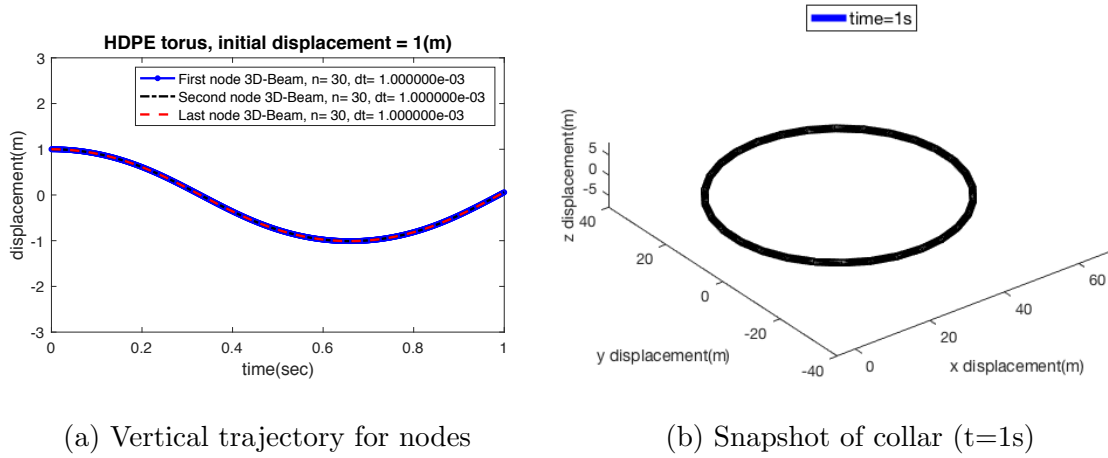 HDPE torus, initial displacement = 1(m)
First node 3D-Beam, n= 30, dt= 1.000000e-03
Second node 3D-Beam, n= 30, dt= 1.000000e-03
Last node 3D-Beam, n= 30, dt= 1.000000e-03
displacement(m)
3
2
1
0
-1
-2
-3
0
0.2
0.4
0.6
0.8
1
time(sec)
(a) Vertical trajectory for nodes
time=1s
z displacement(m)
5
0
-5
40
20
0
-20
-40
y displacement(m)
0
20
40
60
x displacement(m)
(b) Snapshot of collar (t=1s)